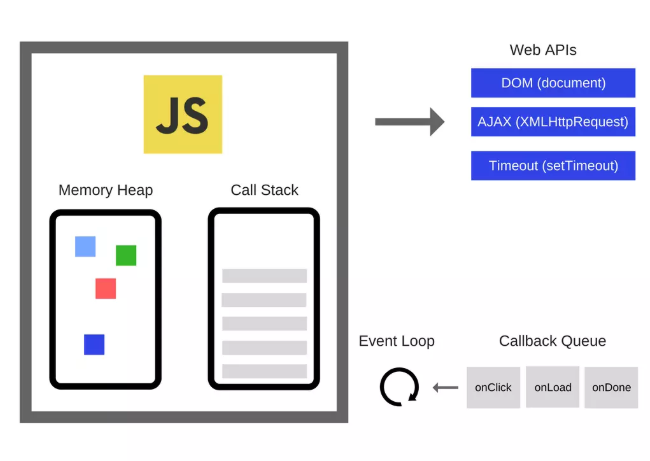 JS
Memory Heap
Call Stack
Web APIs
DOM (document)
AJAX (XMLHttpRequest)
Timeout (setTimeout)
Event Loop
Callback Queue
onClick
onLoad
onDone